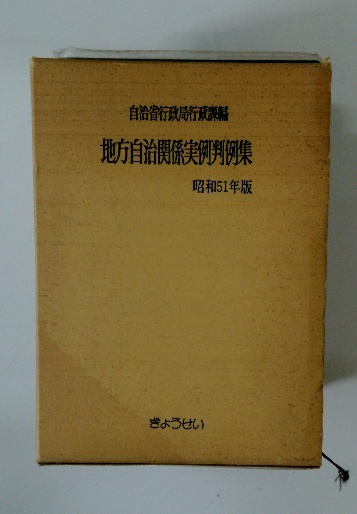 自治省行政局行政課編
地方自治関係実例判例集
昭和51年版
ぎょうせい